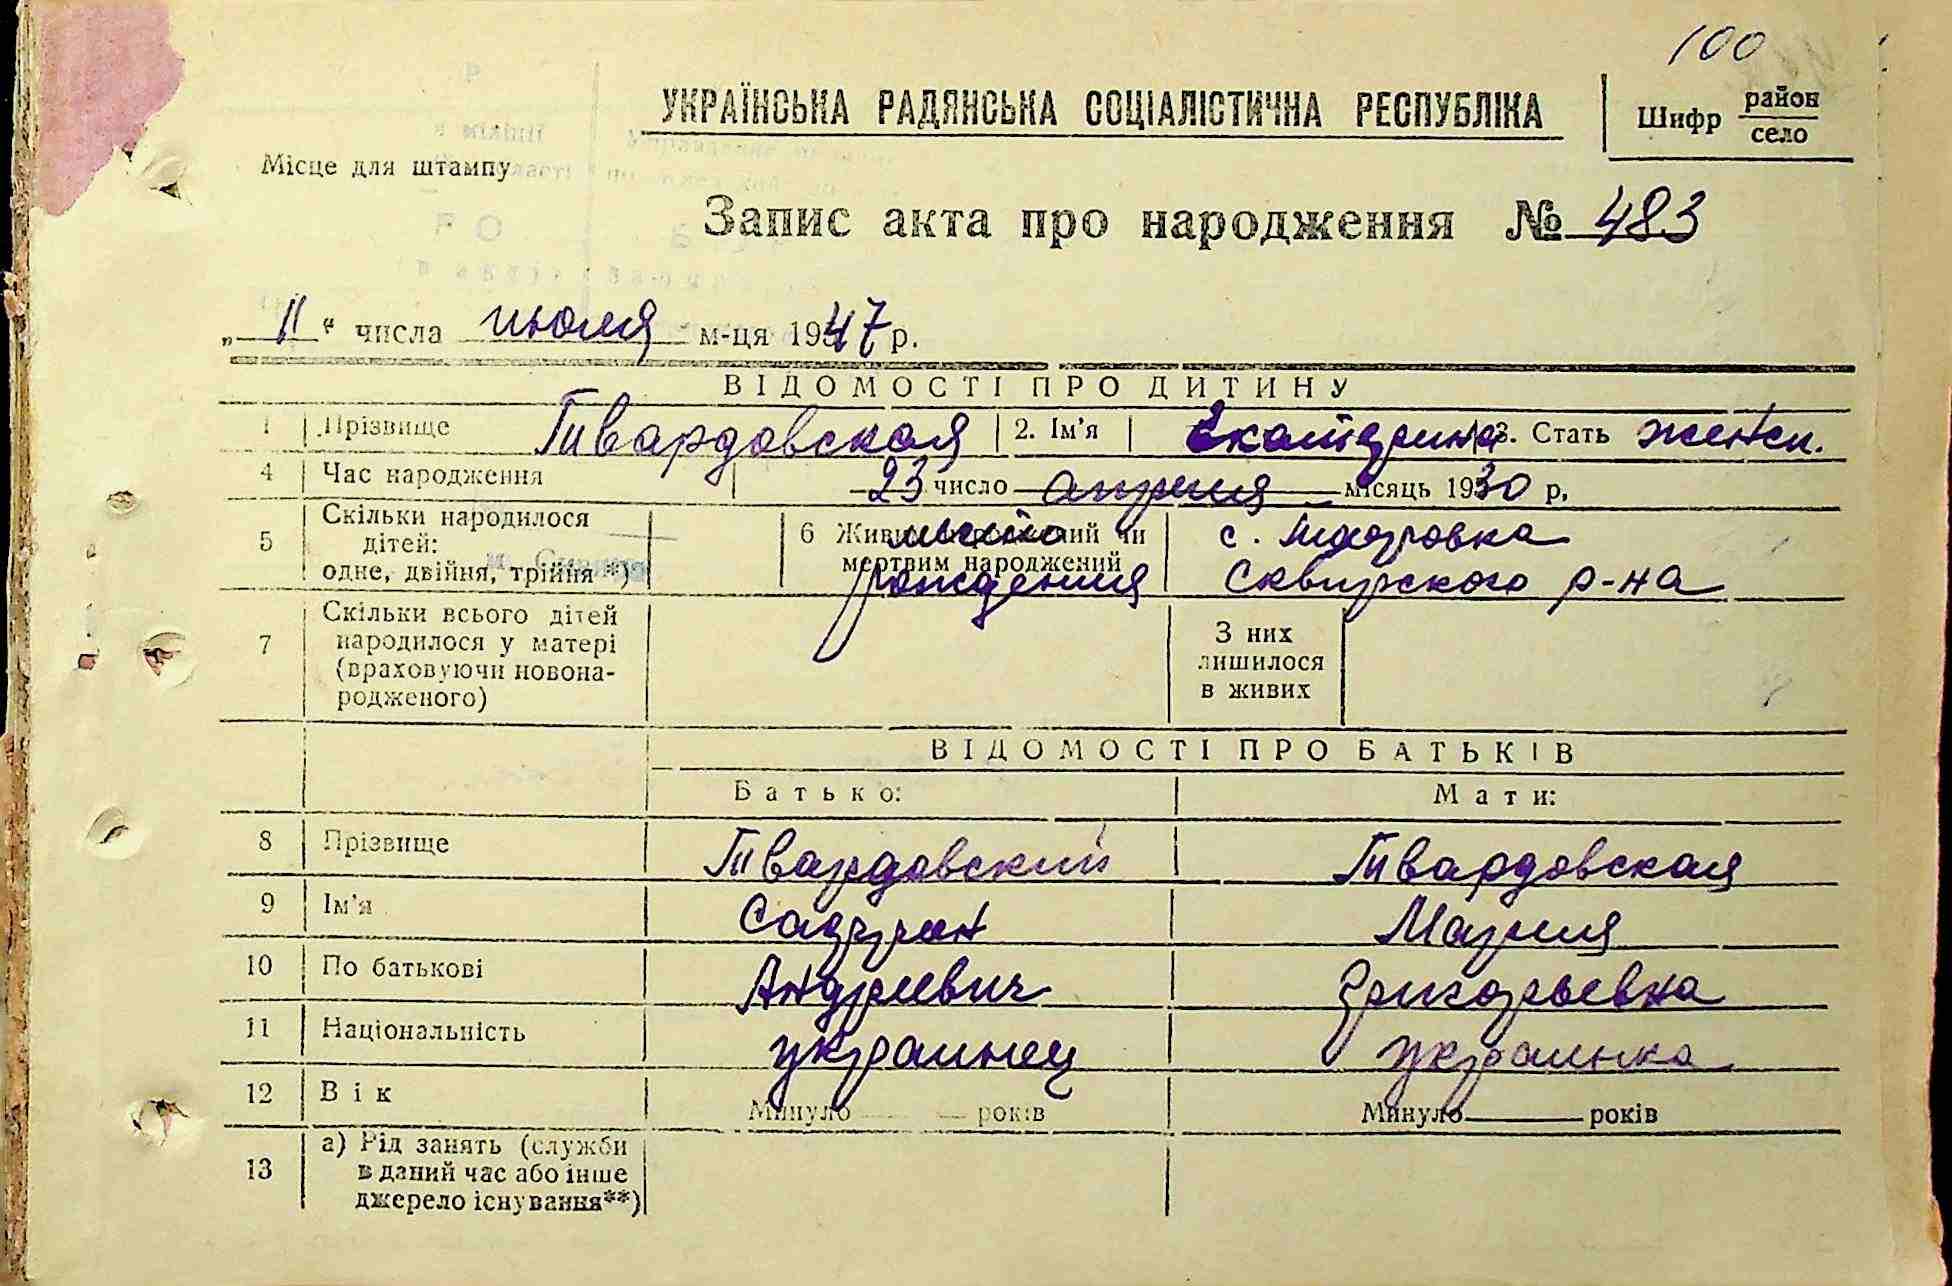 100
УКРАЇНСЬКА РАДЯНСЬКА СОЦІАЛІСТИЧНА РЕСПУБЛІКА
Шифр район
село
Місце для штампу
Запис акта про народження № 483
„ 11 “ числа июля м-ця 1947 р.
ВІДОМОСТІ ПРО ДИТИНУ
1 Прізвище Твардовская 2. Ім'я Екатерина 3. Стать женск.
4 Час народження 23 число апреля місяць 1930 р.
5 Скільки народилося дітей: одне, двійня, трійня *)
6 Живим народжений чи мертвим народжений
место рождения
с.
Сквирского р-на
7 Скільки всього дітей народилося у матері (враховуючи новонародженого)
З них лишилося в живих
ВІДОМОСТІ ПРО БАТЬКІВ
Батько: Мати:
8 Прізвище Твардовский Твардовская
9 Ім'я Мария
10 По батькові Андреевич Григорьевна
11 Національність украинец украинка
12 Вік Минуло років Минуло років
13 а) Рід занять (служби
в даний час або інше
джерело існування**)